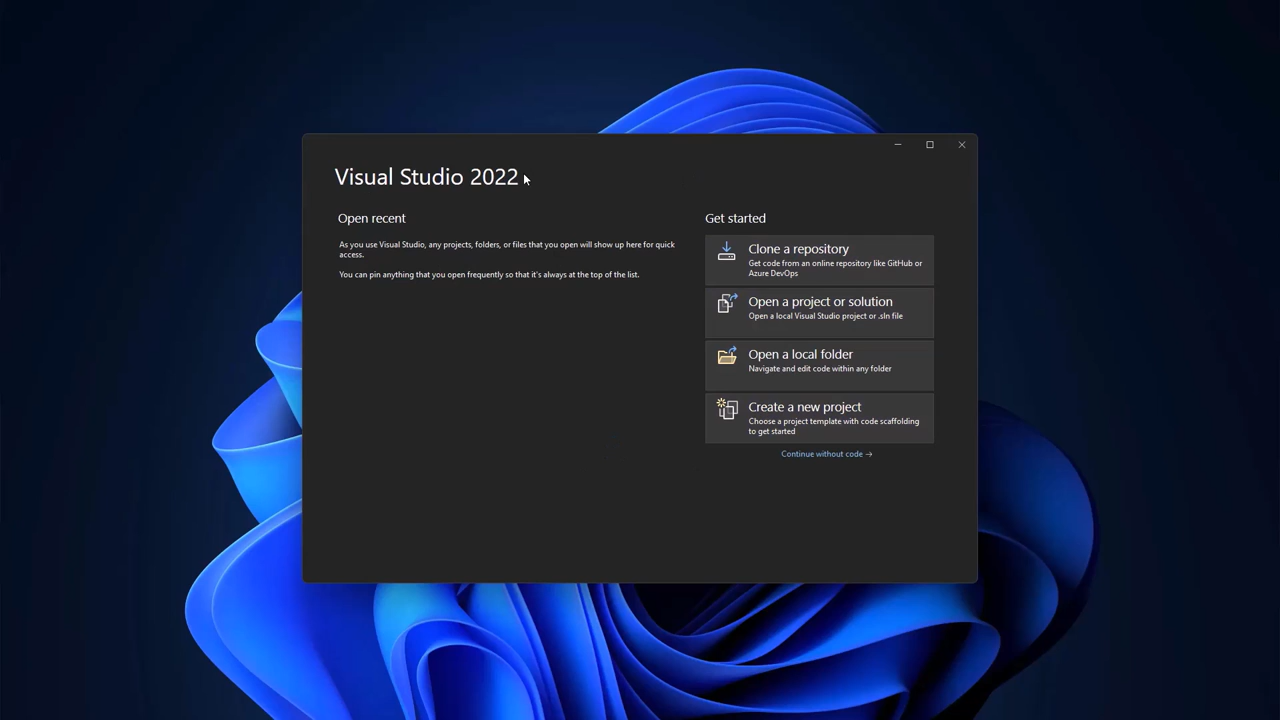 Visual Studio 2022
Open recent
As you use Visual Studio, any projects, folders, or files that you open will show up here for quick
access.
You can pin anything that you open frequently so that it's always at the top of the list.
Get started
Clone a repository
Get code from an online repository like GitHub or
Azure DevOps
Open a project or solution
Open a local Visual Studio project or .sln file
Open a local folder
Navigate and edit code within any folder
Create a new project
Choose a project template with code scaffolding
to get started
Continue without code →